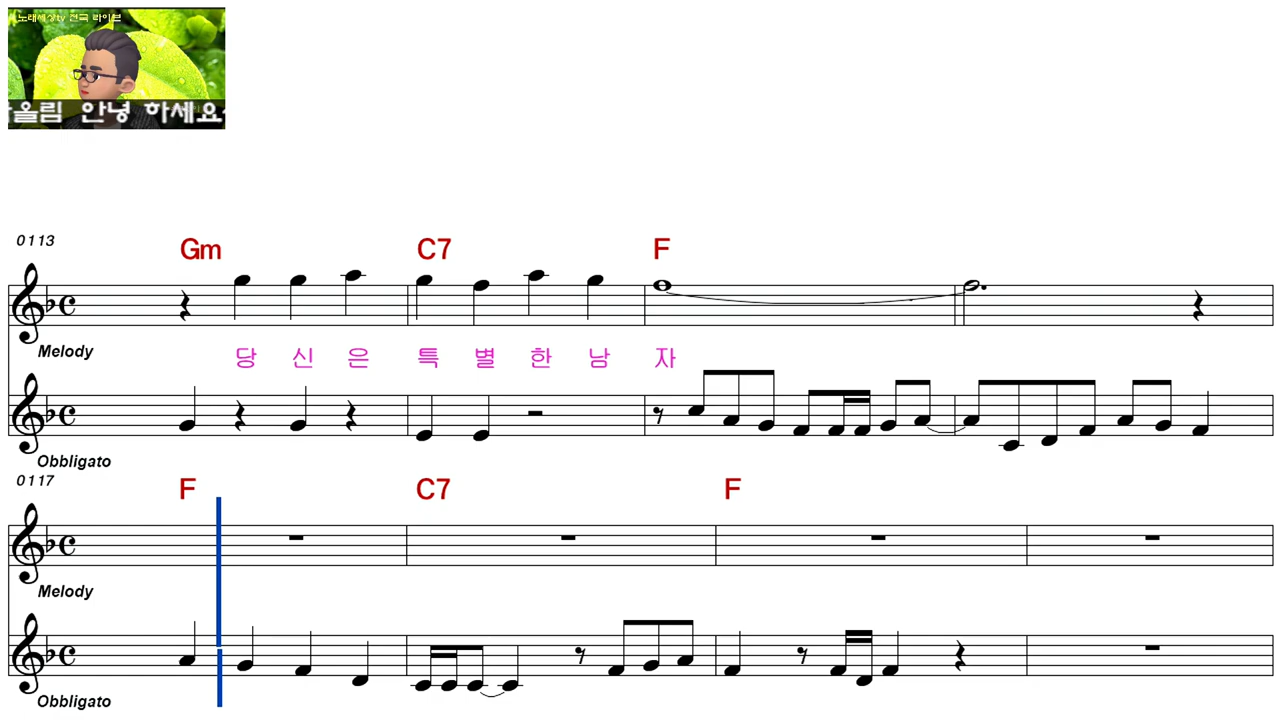 노래세상tv 전국 라이브
올림 안녕 하세요
0113
Gm C7 F
Melody
당 신 은 특 별 한 남 자
Obbligato
0117
F C7 F
Melody
Obbligato